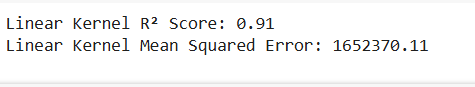 Linear Kernel R² Score: 0.91
Linear Kernel Mean Squared Error: 1652370.11